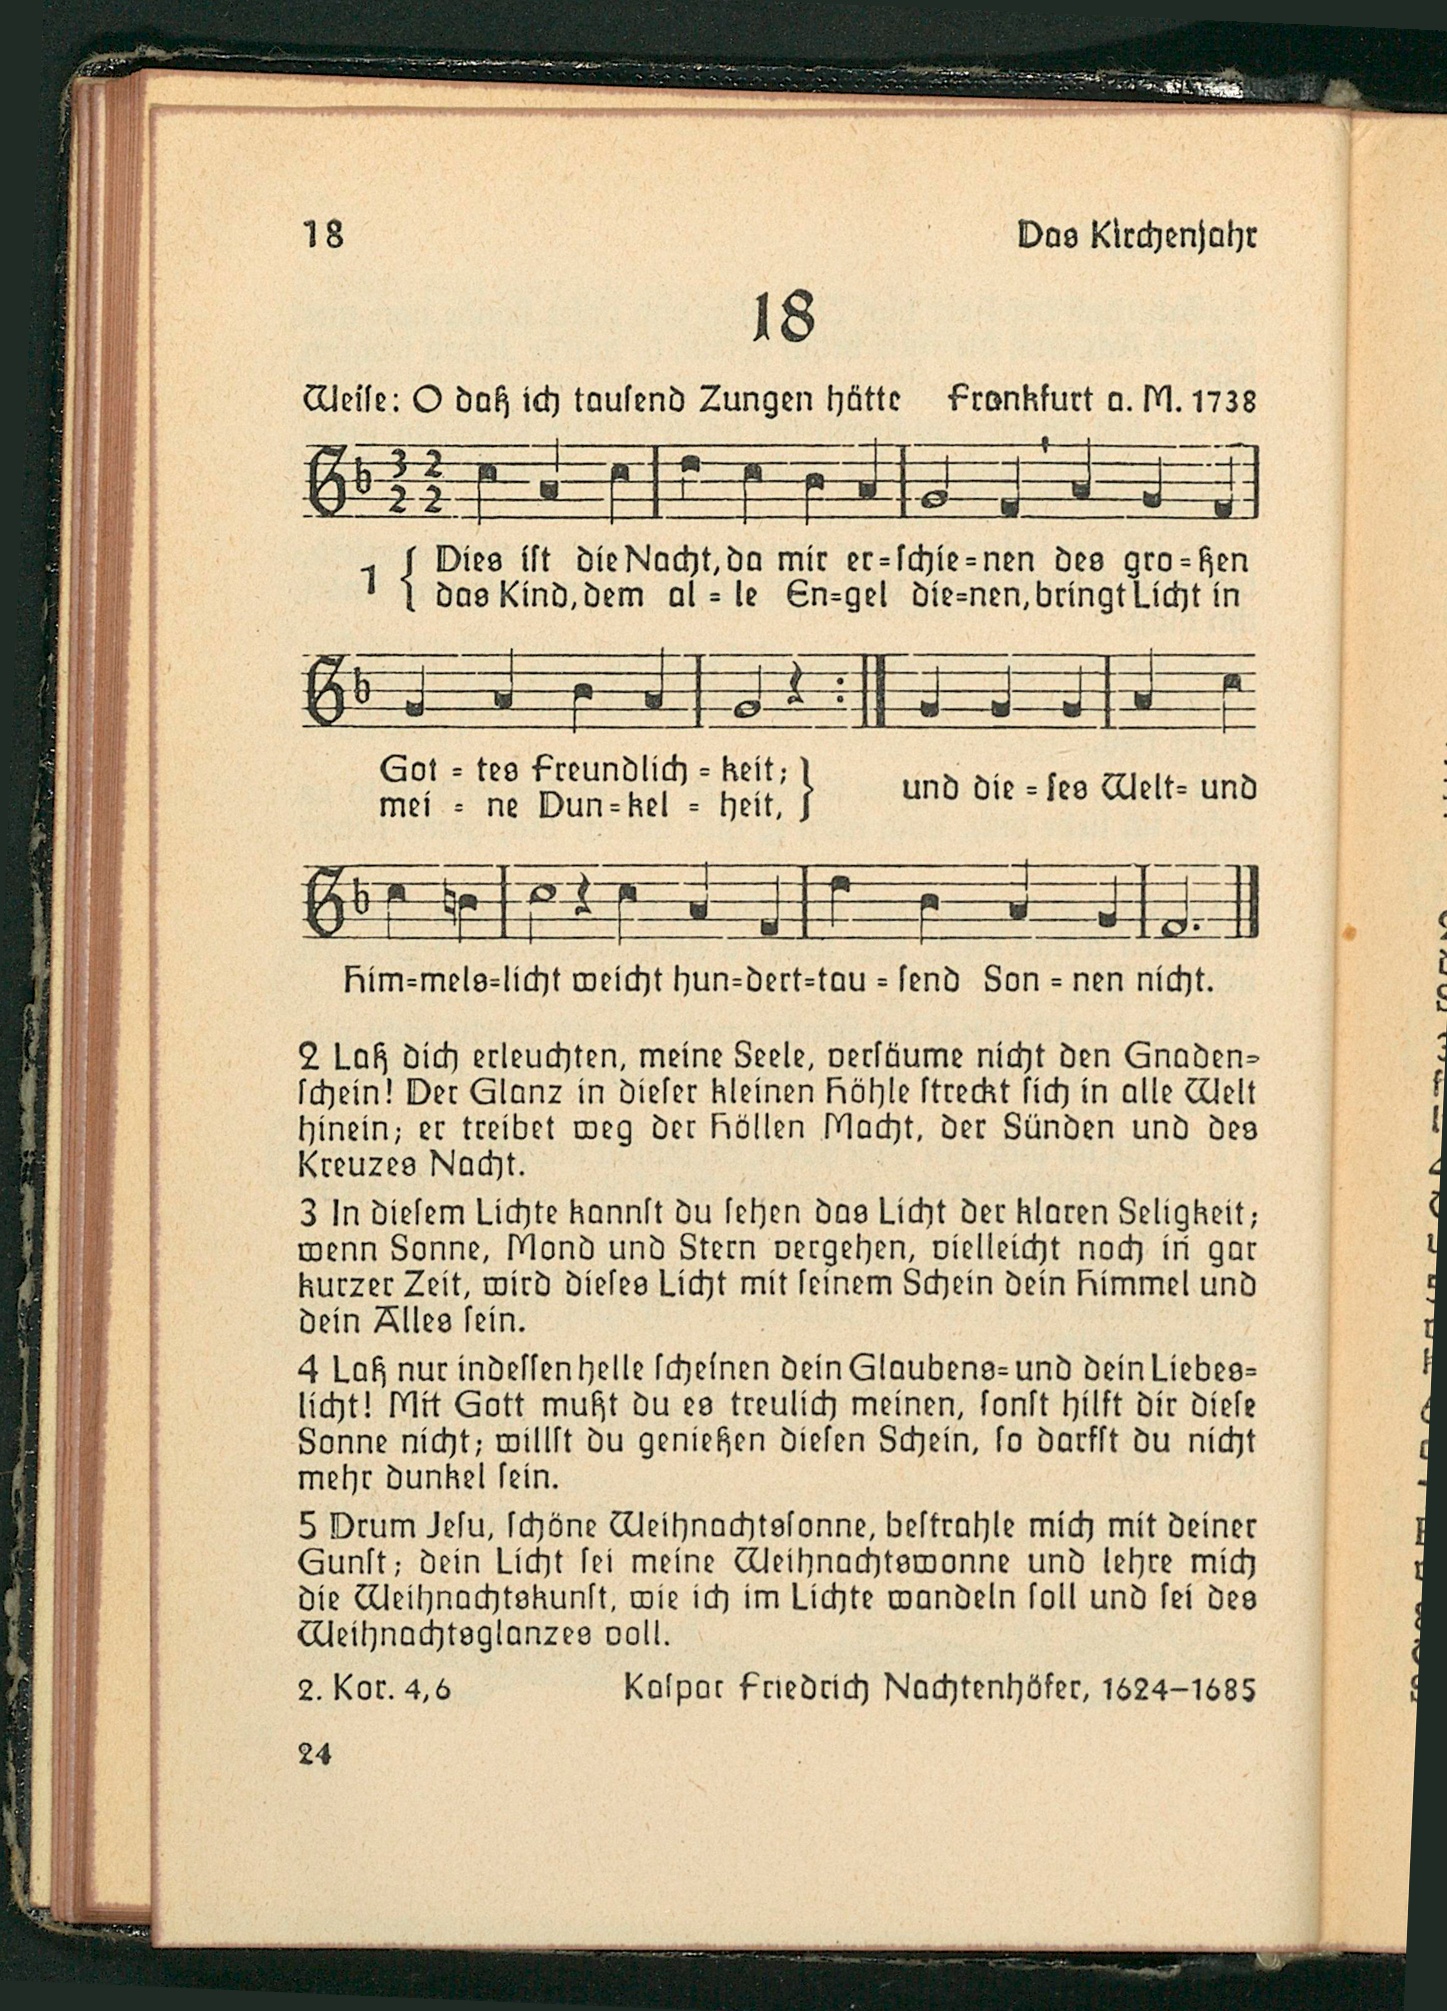 18 Das Kirchenjahr
18
Weiſe: O daß ich tauſend Zungen hätte Frankfurt a. M. 1738
1 { Dies iſt die Nacht, da mir er=ſchie=nen des gro=ßen
das Kind, dem al = le En=gel die=nen, bringt Licht in
Got = tes Freundlich = keit; }
mei = ne Dun=kel = heit,
und die = ſes Welt= und
Him=mels=licht weicht hun=dert=tau = ſend Son = nen nicht.
2 Laß dich erleuchten, meine Seele, verſäume nicht den Gnaden=
ſchein! Der Glanz in dieſer kleinen Höhle ſtreckt ſich in alle Welt
hinein; er treibet weg der Höllen Macht, der Sünden und des
Kreuzes Nacht.
3 In dieſem Lichte kannſt du ſehen das Licht der klaren Seligkeit;
wenn Sonne, Mond und Stern vergehen, vielleicht noch in gar
kurzer Zeit, wird dieſes Licht mit ſeinem Schein dein Himmel und
dein Alles ſein.
4 Laß nur indeſſen helle ſcheinen dein Glaubens= und dein Liebes=
licht! Mit Gott mußt du es treulich meinen, ſonſt hilft dir dieſe
Sonne nicht; willſt du genießen dieſen Schein, ſo darfſt du nicht
mehr dunkel ſein.
5 Drum Jeſu, ſchöne Weihnachtsſonne, beſtrahle mich mit deiner
Gunſt; dein Licht ſei meine Weihnachtswonne und lehre mich
die Weihnachtskunſt, wie ich im Lichte wandeln ſoll und ſei des
Weihnachtsglanzes voll.
2. Kor. 4,6 Kaſpar Friedrich Nachtenhöfer, 1624–1685
24